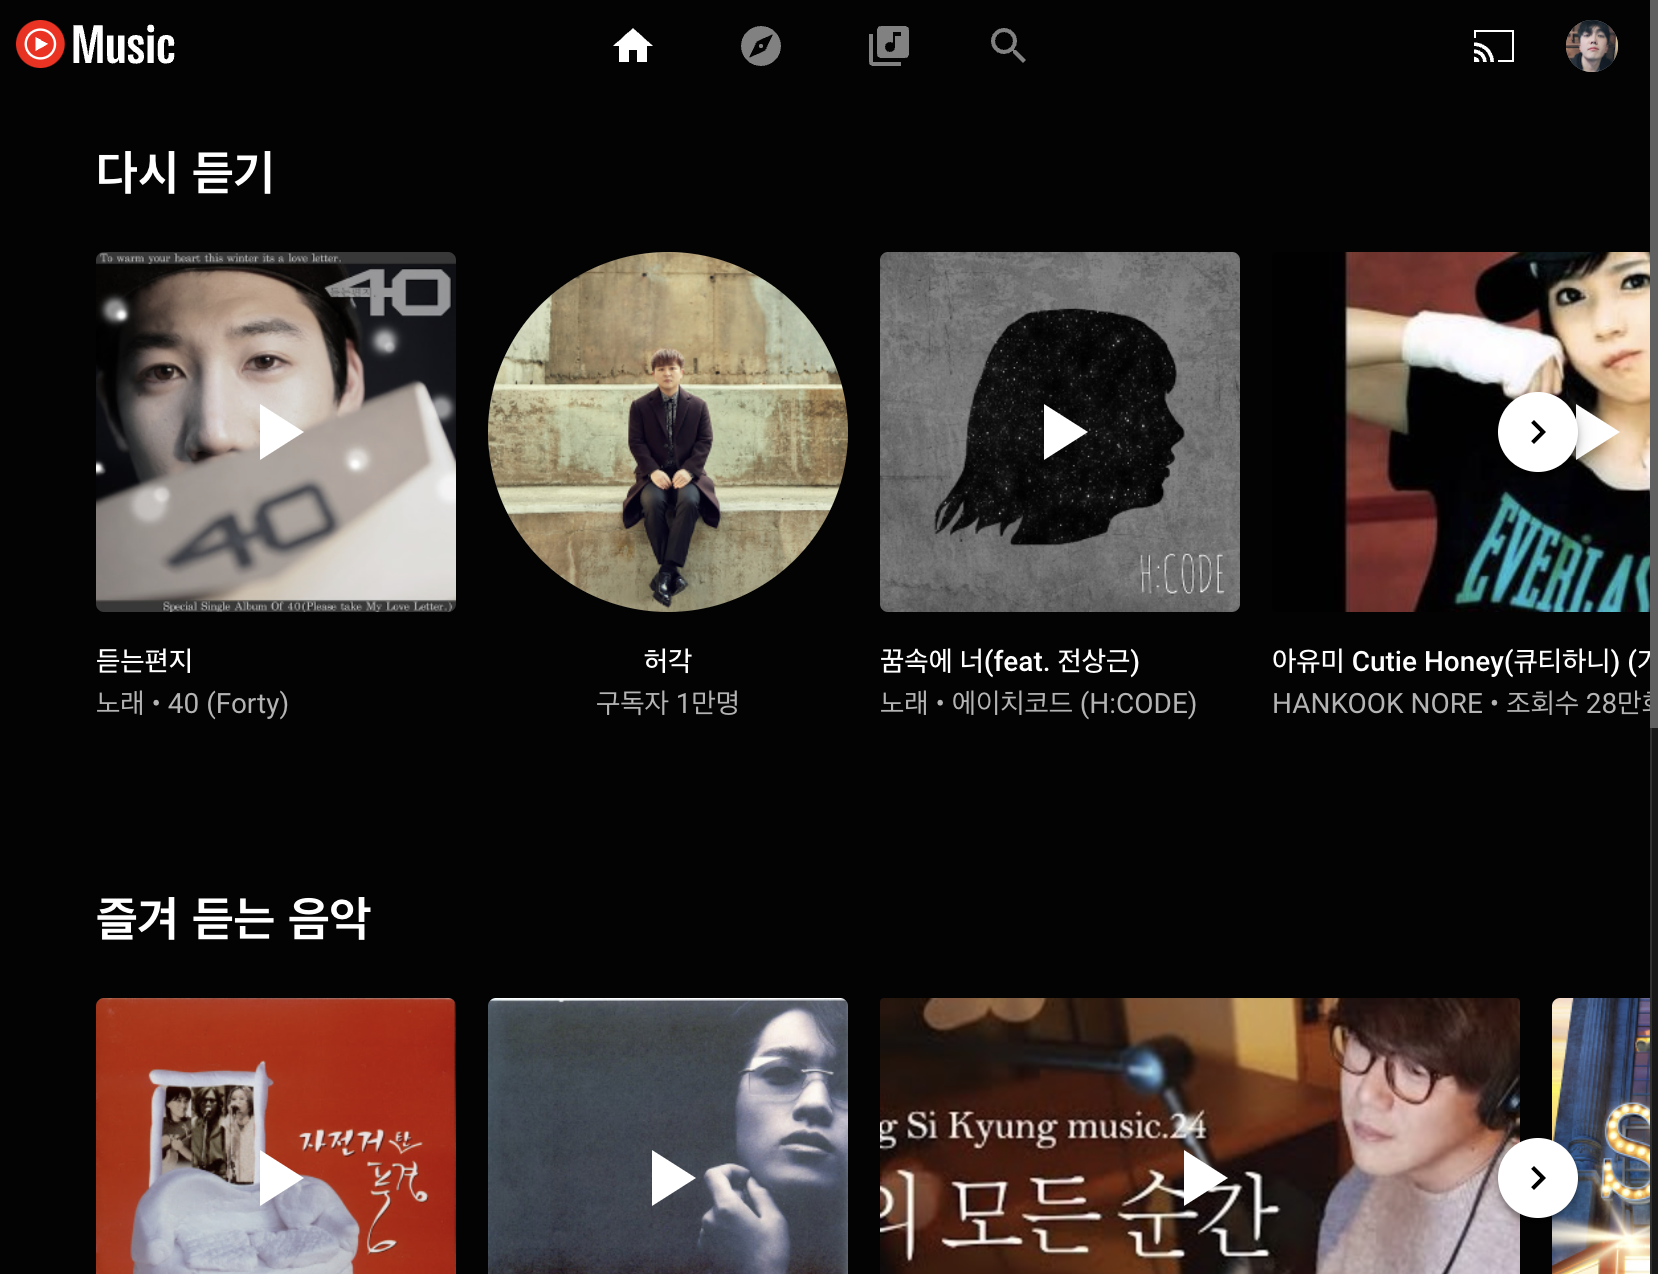 Music
다시 듣기
To warm your heart this winter its a love letter.
40
듣는편지
40
Special Single Album Of 40(Please take My Love Letter.)
H:CODE
EVERLAS
듣는편지
노래 • 40 (Forty)
허각
구독자 1만명
꿈속에 너(feat. 전상근)
노래 • 에이치코드 (H:CODE)
아유미 Cutie Honey(큐티하니) (가
HANKOOK NORE • 조회수 28만회
즐겨 듣는 음악
자전거 탄
풍경
g Si Kyung music.24
의 모든 순간
S